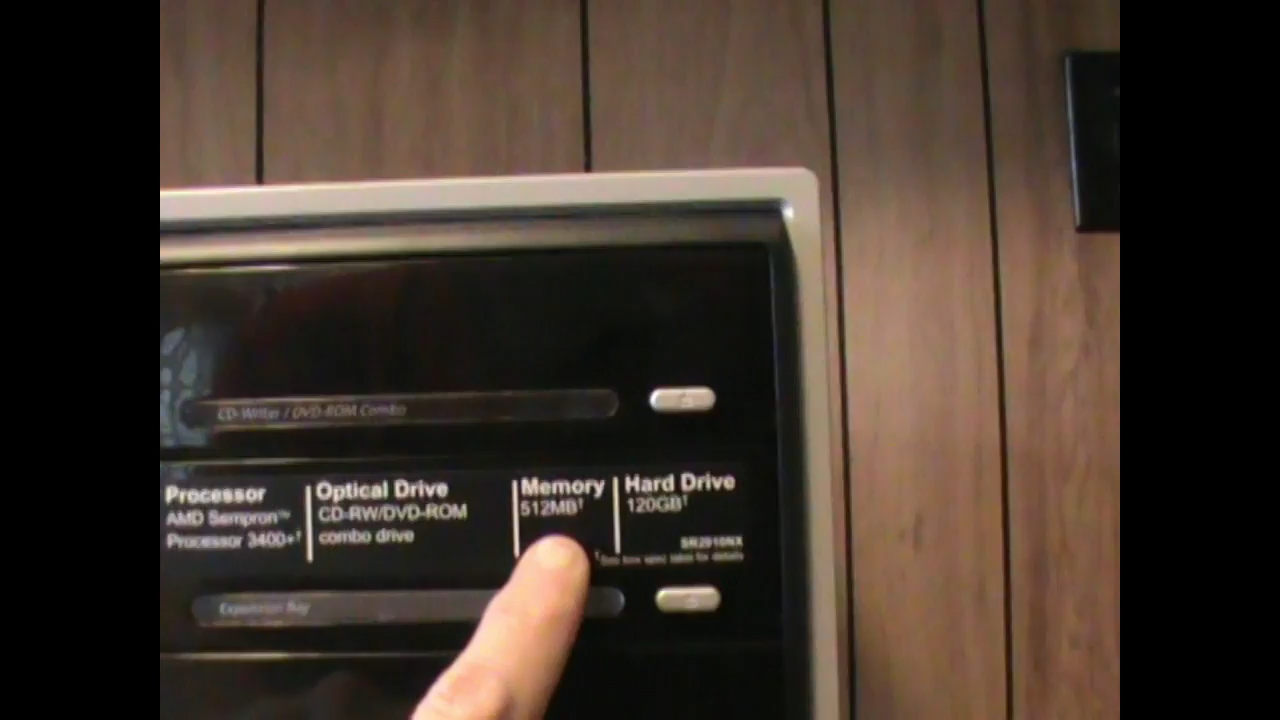 CD-Writer / DVD-ROM Combo
Processor
AMD Sempron™
Processor 3400+†
Optical Drive
CD-RW/DVD-ROM
combo drive
Memory
512MB†
Hard Drive
120GB†
SR2010NX
Expansion Bay